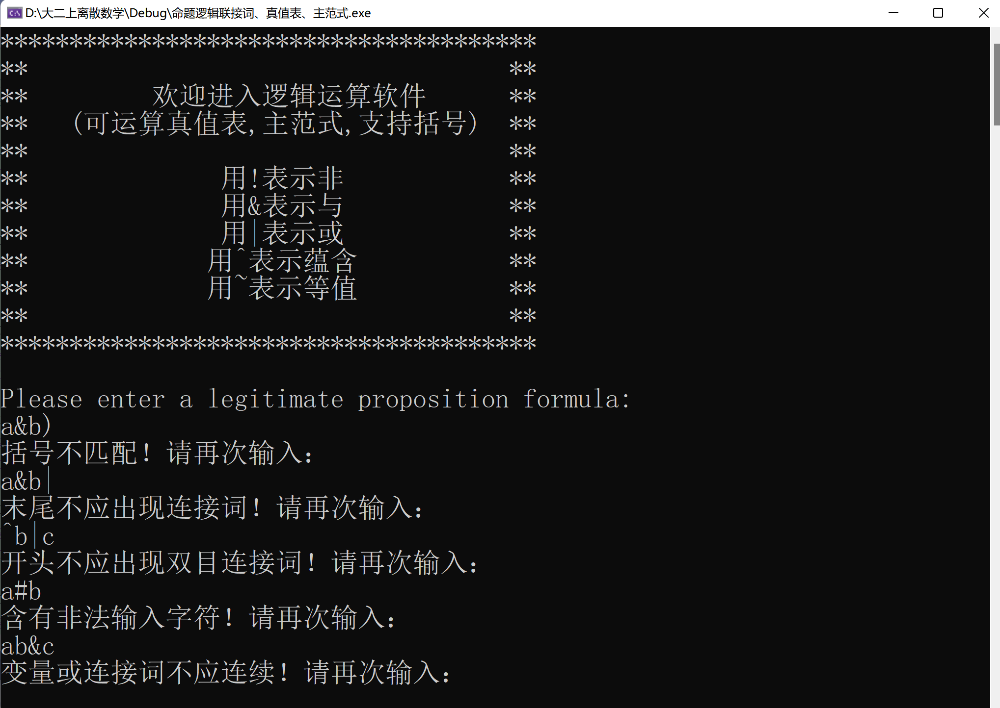 D:\大二上离散数学\Debug\命题逻辑联接词、真值表、主范式.exe
***************************************
** **
** 欢迎进入逻辑运算软件 **
** (可运算真值表,主范式,支持括号) **
** **
** 用!表示非 **
** 用&表示与 **
** 用|表示或 **
** 用^表示蕴含 **
** 用~表示等值 **
** **
***************************************
Please enter a legitimate proposition formula:
a&b)
括号不匹配！请再次输入：
a&b|
末尾不应出现连接词！请再次输入：
^b|c
开头不应出现双目连接词！请再次输入：
a#b
含有非法输入字符！请再次输入：
ab&c
变量或连接词不应连续！请再次输入：